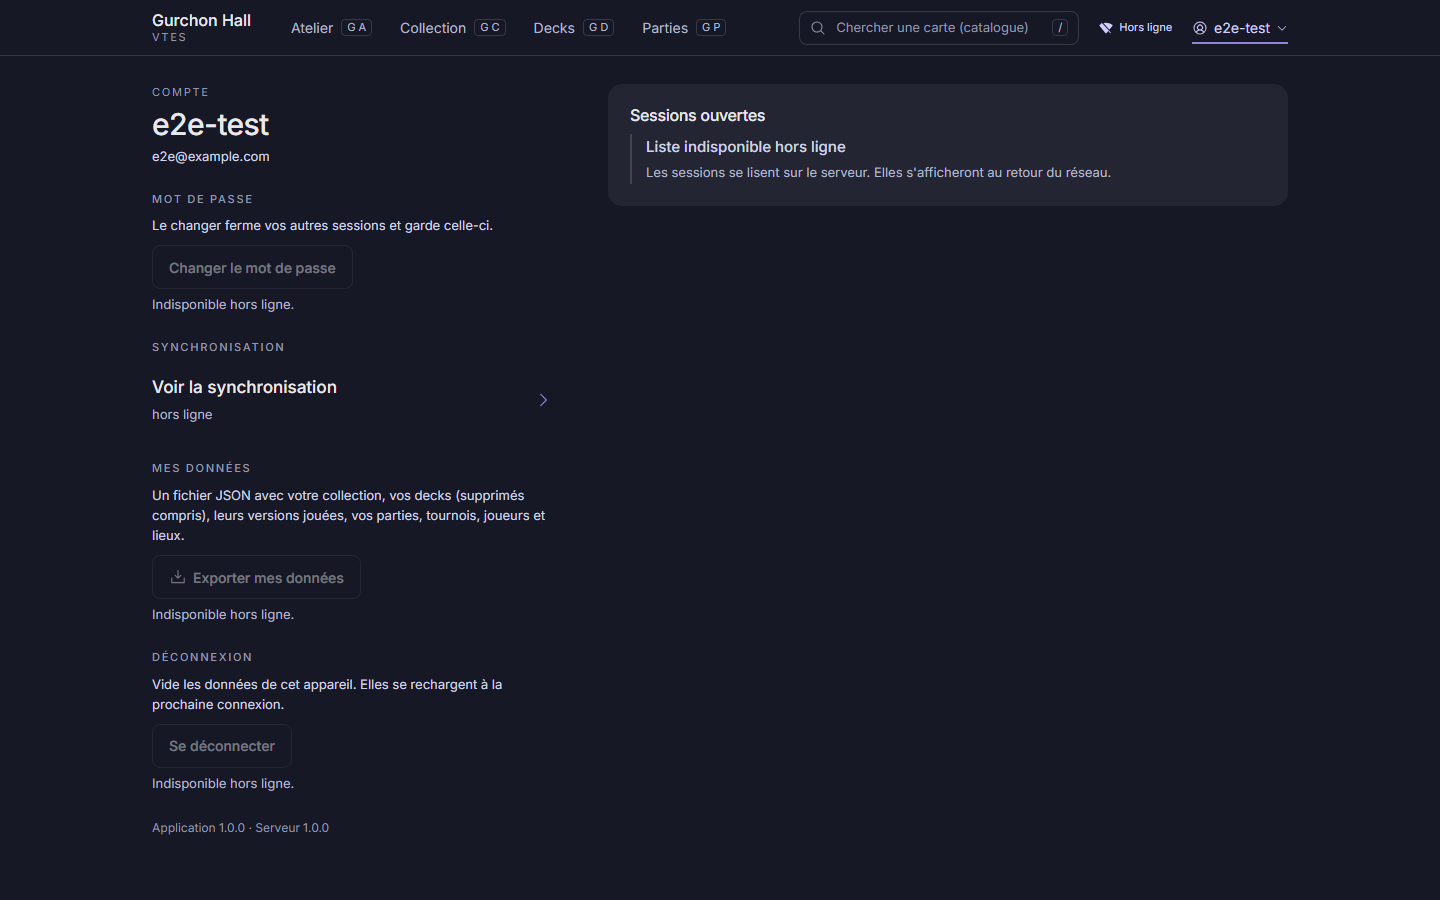 Gurchon Hall
VTES
Atelier G A Collection G C Decks G D Parties G P Chercher une carte (catalogue) / Hors ligne e2e-test
COMPTE
e2e-test
e2e@example.com
MOT DE PASSE
Le changer ferme vos autres sessions et garde celle-ci.
Changer le mot de passe
Indisponible hors ligne.
SYNCHRONISATION
Voir la synchronisation
hors ligne
MES DONNÉES
Un fichier JSON avec votre collection, vos decks (supprimés
compris), leurs versions jouées, vos parties, tournois, joueurs et
lieux.
Exporter mes données
Indisponible hors ligne.
DÉCONNEXION
Vide les données de cet appareil. Elles se rechargent à la
prochaine connexion.
Se déconnecter
Indisponible hors ligne.
Application 1.0.0 · Serveur 1.0.0
Sessions ouvertes
Liste indisponible hors ligne
Les sessions se lisent sur le serveur. Elles s'afficheront au retour du réseau.